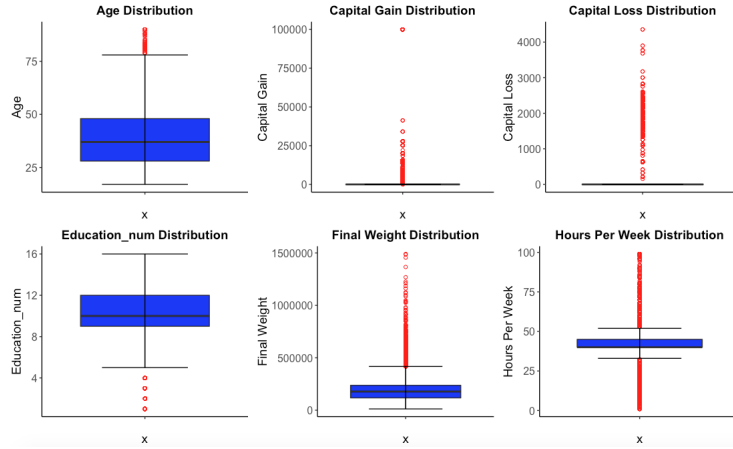 Age Distribution
Age
75
50
25
x
Capital Gain Distribution
Capital Gain
100000
75000
50000
25000
0
x
Capital Loss Distribution
Capital Loss
4000
3000
2000
1000
0
x
Education_num Distribution
Education_num
16
12
8
4
x
Final Weight Distribution
Final Weight
1500000
1000000
500000
0
x
Hours Per Week Distribution
Hours Per Week
100
75
50
25
0
x